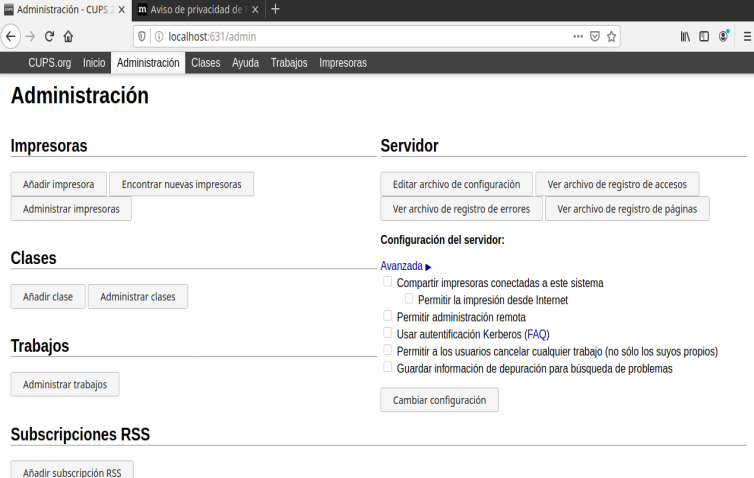 Administración - CUPS 2
Aviso de privacidad de
localhost:631/admin
CUPS.org Inicio Administración Clases Ayuda Trabajos Impresoras
Administración
Impresoras
Añadir impresora Encontrar nuevas impresoras
Administrar impresoras
Clases
Añadir clase Administrar clases
Trabajos
Administrar trabajos
Servidor
Editar archivo de configuración Ver archivo de registro de accesos
Ver archivo de registro de errores Ver archivo de registro de páginas
Configuración del servidor:
Avanzada ▶
Compartir impresoras conectadas a este sistema
Permitir la impresión desde Internet
Permitir administración remota
Usar autentificación Kerberos (FAQ)
Permitir a los usuarios cancelar cualquier trabajo (no sólo los suyos propios)
Guardar información de depuración para búsqueda de problemas
Cambiar configuración
Subscripciones RSS
Añadir subscripción RSS